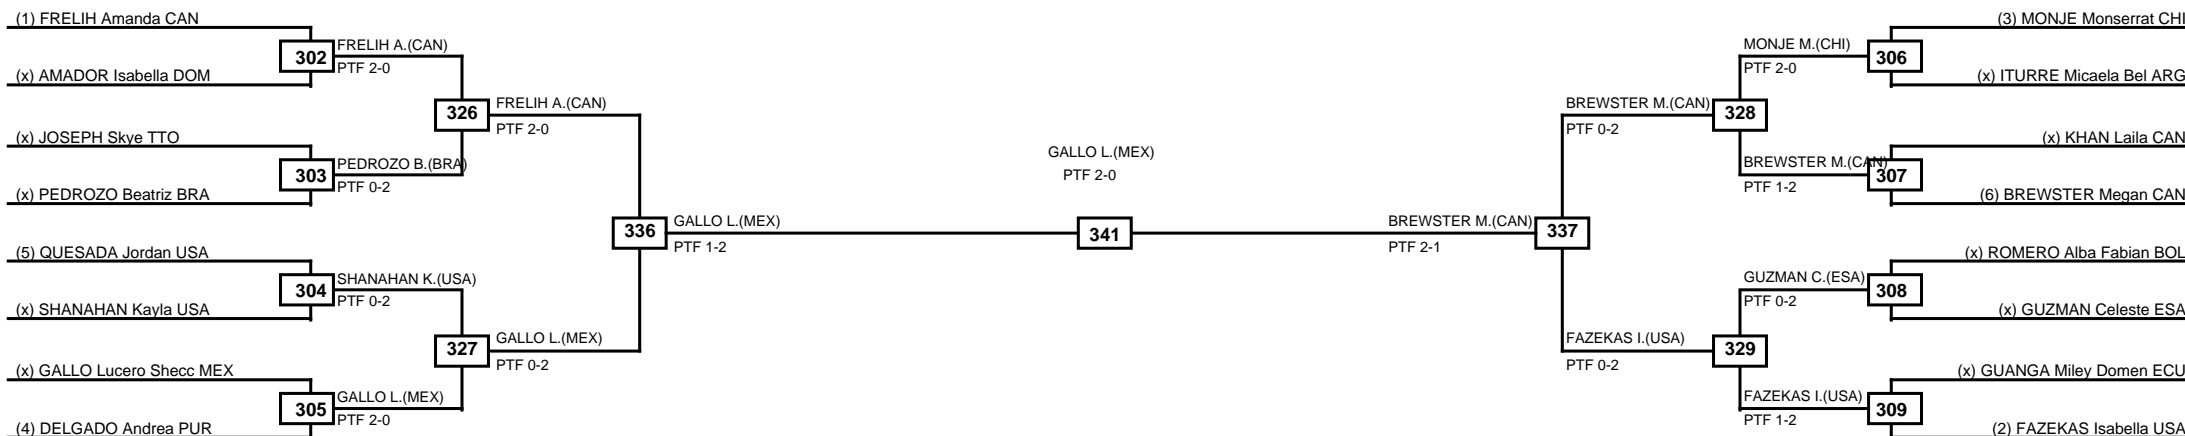 (1) FRELIH Amanda CAN
302
FRELIH A.(CAN)
PTF 2-0
(x) AMADOR Isabella DOM
326
FRELIH A.(CAN)
PTF 2-0
(x) JOSEPH Skye TTO
303
PEDROZO B.(BRA)
PTF 0-2
(x) PEDROZO Beatriz BRA
336
GALLO L.(MEX)
PTF 1-2
(5) QUESADA Jordan USA
304
SHANAHAN K.(USA)
PTF 0-2
(x) SHANAHAN Kayla USA
327
GALLO L.(MEX)
PTF 0-2
(x) GALLO Lucero Shecc MEX
305
GALLO L.(MEX)
PTF 2-0
(4) DELGADO Andrea PUR
GALLO L.(MEX)
PTF 2-0
341
(3) MONJE Monserrat CHI
MONJE M.(CHI)
306
PTF 2-0
(x) ITURRE Micaela Bel ARG
BREWSTER M.(CAN)
328
PTF 0-2
(x) KHAN Laila CAN
BREWSTER M.(CAN)
307
PTF 1-2
(6) BREWSTER Megan CAN
BREWSTER M.(CAN)
337
PTF 2-1
(x) ROMERO Alba Fabian BOL
GUZMAN C.(ESA)
308
PTF 0-2
(x) GUZMAN Celeste ESA
FAZEKAS I.(USA)
329
PTF 0-2
(x) GUANGA Miley Domen ECU
FAZEKAS I.(USA)
309
PTF 1-2
(2) FAZEKAS Isabella USA